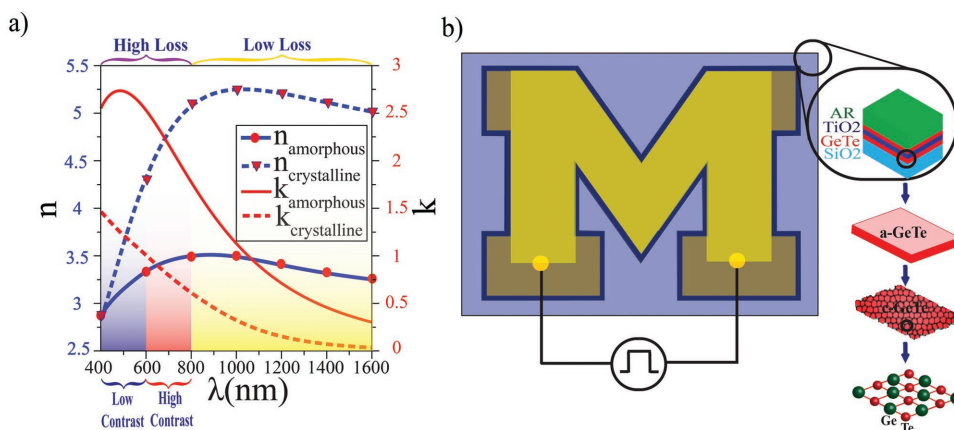 a)
High Loss
Low Loss
5.5
5
4.5
4
3.5
3
2.5
n
3
2.5
2
1.5
1
0.5
0
k
n amorphous
n crystalline
k amorphous
k crystalline
400 600 800 1000 1200 1400 1600
λ(nm)
Low Contrast
High Contrast
b)
M
AR
TiO2
GeTe
SiO2
a-GeTe
c-GeTe
Ge
Te